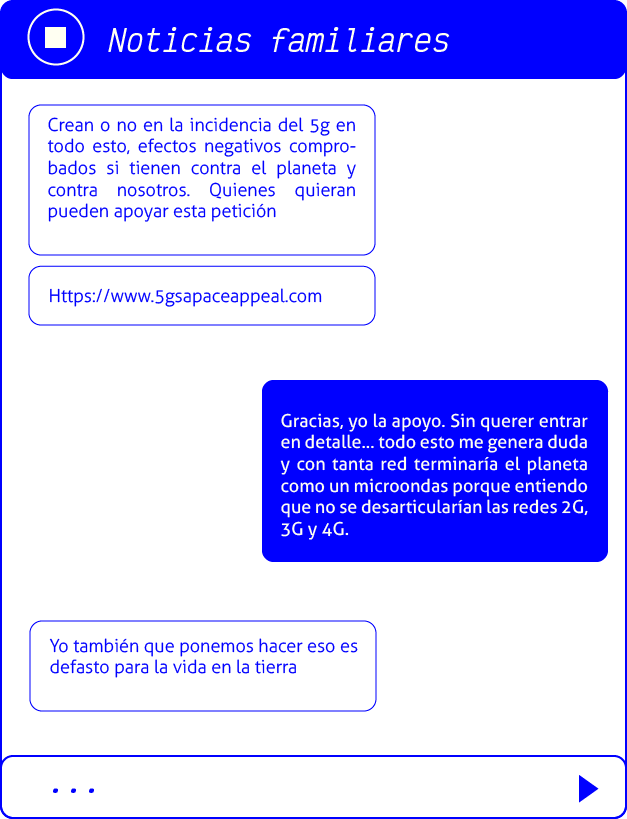 Noticias familiares
Crean o no en la incidencia del 5g en
todo esto, efectos negativos compro-
bados si tienen contra el planeta y
contra nosotros. Quienes quieran
pueden apoyar esta petición
Https://www.5gsapaceappeal.com
Gracias, yo la apoyo. Sin querer entrar
en detalle... todo esto me genera duda
y con tanta red terminaría el planeta
como un microondas porque entiendo
que no se desarticularían las redes 2G,
3G y 4G.
Yo también que ponemos hacer eso es
defasto para la vida en la tierra
...